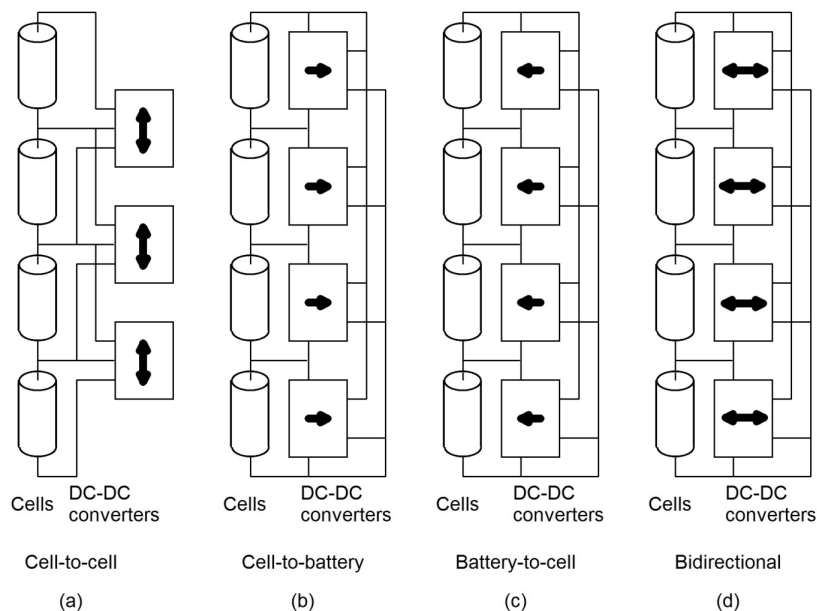 Cells DC-DC converters
Cells DC-DC converters
Cells DC-DC converters
Cells DC-DC converters
Cell-to-cell Cell-to-battery Battery-to-cell Bidirectional
(a) (b) (c) (d)